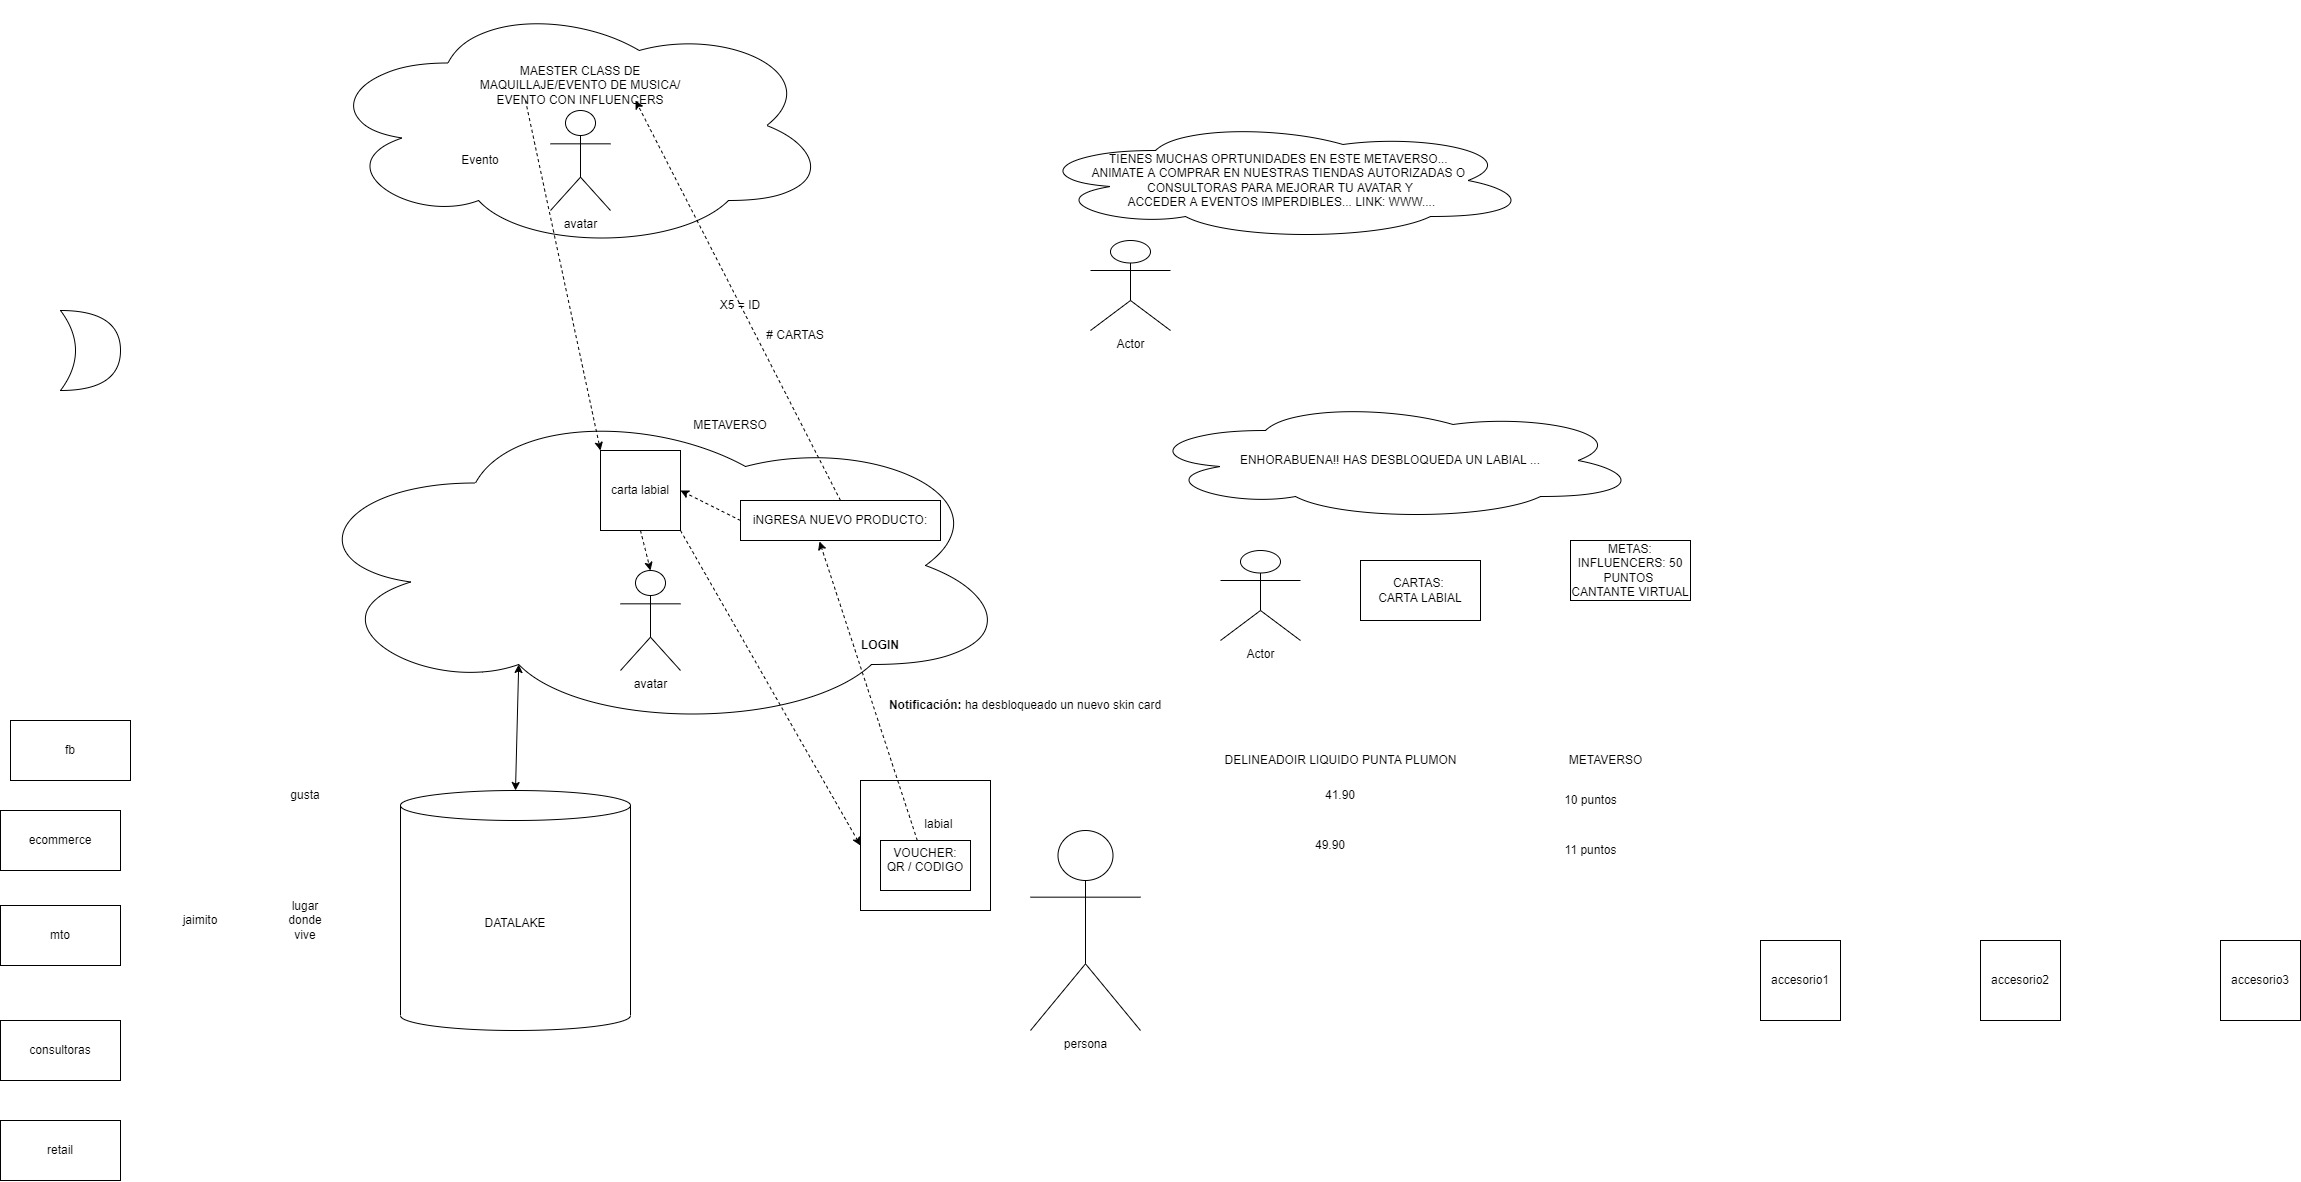 MAESTER CLASS DE
MAQUILLAJE/EVENTO DE MUSICA/
EVENTO CON INFLUENCERS
Evento
avatar
TIENES MUCHAS OPRTUNIDADES EN ESTE METAVERSO...
ANIMATE A COMPRAR EN NUESTRAS TIENDAS AUTORIZADAS O
CONSULTORAS PARA MEJORAR TU AVATAR Y
ACCEDER A EVENTOS IMPERDIBLES... LINK: WWW....
Actor
X5 = ID
# CARTAS
METAVERSO
carta labial
iNGRESA NUEVO PRODUCTO:
avatar
LOGIN
ENHORABUENA!! HAS DESBLOQUEDA UN LABIAL ...
Actor
CARTAS:
CARTA LABIAL
METAS:
INFLUENCERS: 50
PUNTOS
CANTANTE VIRTUAL
Notificación: ha desbloqueado un nuevo skin card
fb
ecommerce
mto
consultoras
retail
jaimito
gusta
lugar
donde
vive
DATALAKE
labial
VOUCHER:
QR / CODIGO
persona
DELINEADOIR LIQUIDO PUNTA PLUMON
METAVERSO
41.90
10 puntos
49.90
11 puntos
accesorio1
accesorio2
accesorio3